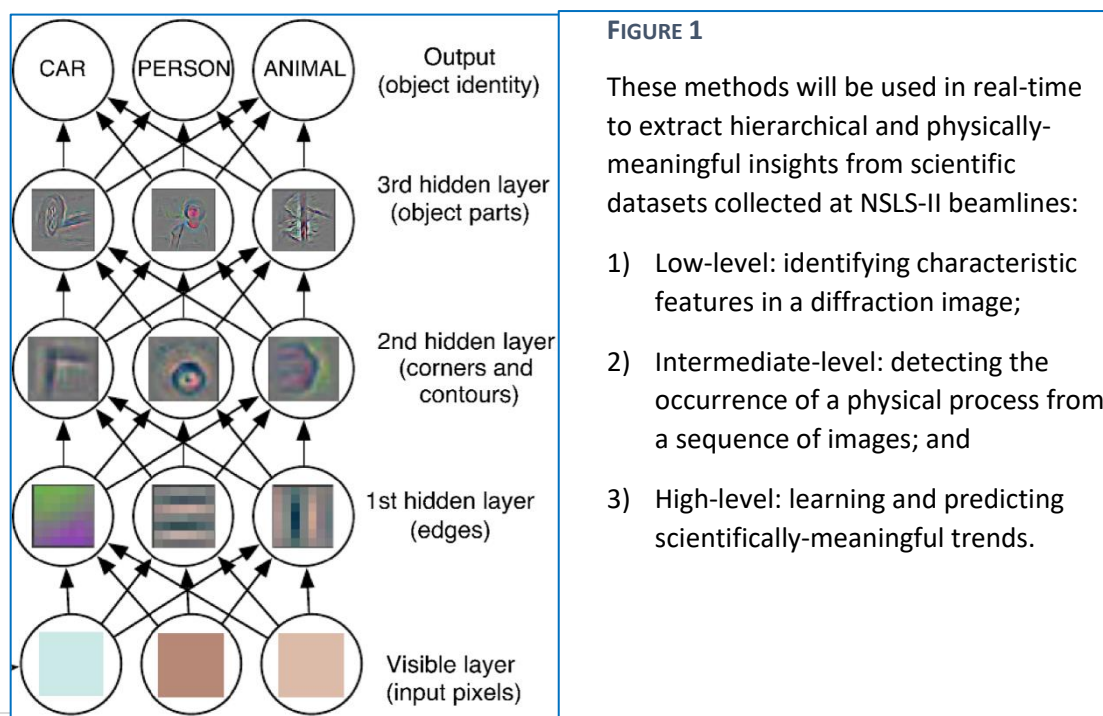 CAR PERSON ANIMAL
Output
(object identity)
3rd hidden layer
(object parts)
2nd hidden layer
(corners and
contours)
1st hidden layer
(edges)
Visible layer
(input pixels)
FIGURE 1
These methods will be used in real-time
to extract hierarchical and physically-
meaningful insights from scientific
datasets collected at NSLS-II beamlines:
1) Low-level: identifying characteristic
features in a diffraction image;
2) Intermediate-level: detecting the
occurrence of a physical process from
a sequence of images; and
3) High-level: learning and predicting
scientifically-meaningful trends.